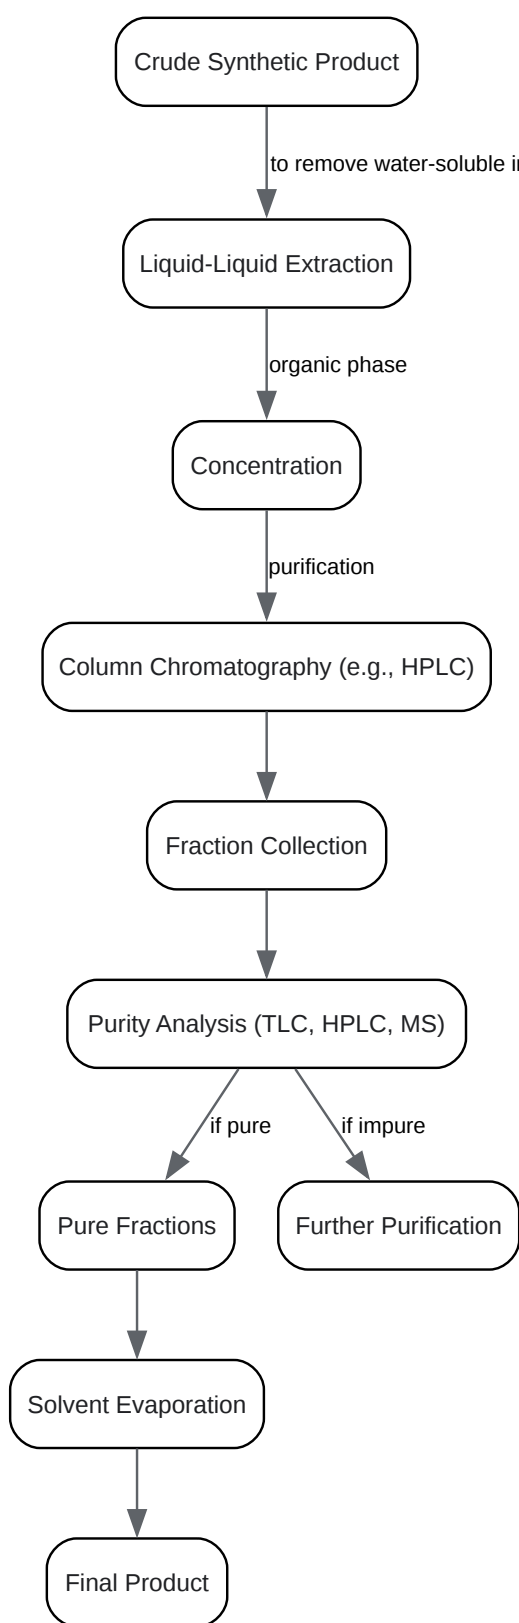 Crude Synthetic Product
to remove water-soluble
Liquid-Liquid Extraction
organic phase
Concentration
purification
Column Chromatography (e.g., HPLC)
Fraction Collection
Purity Analysis (TLC, HPLC, MS)
if pure
if impure
Pure Fractions
Further Purification
Solvent Evaporation
Final Product